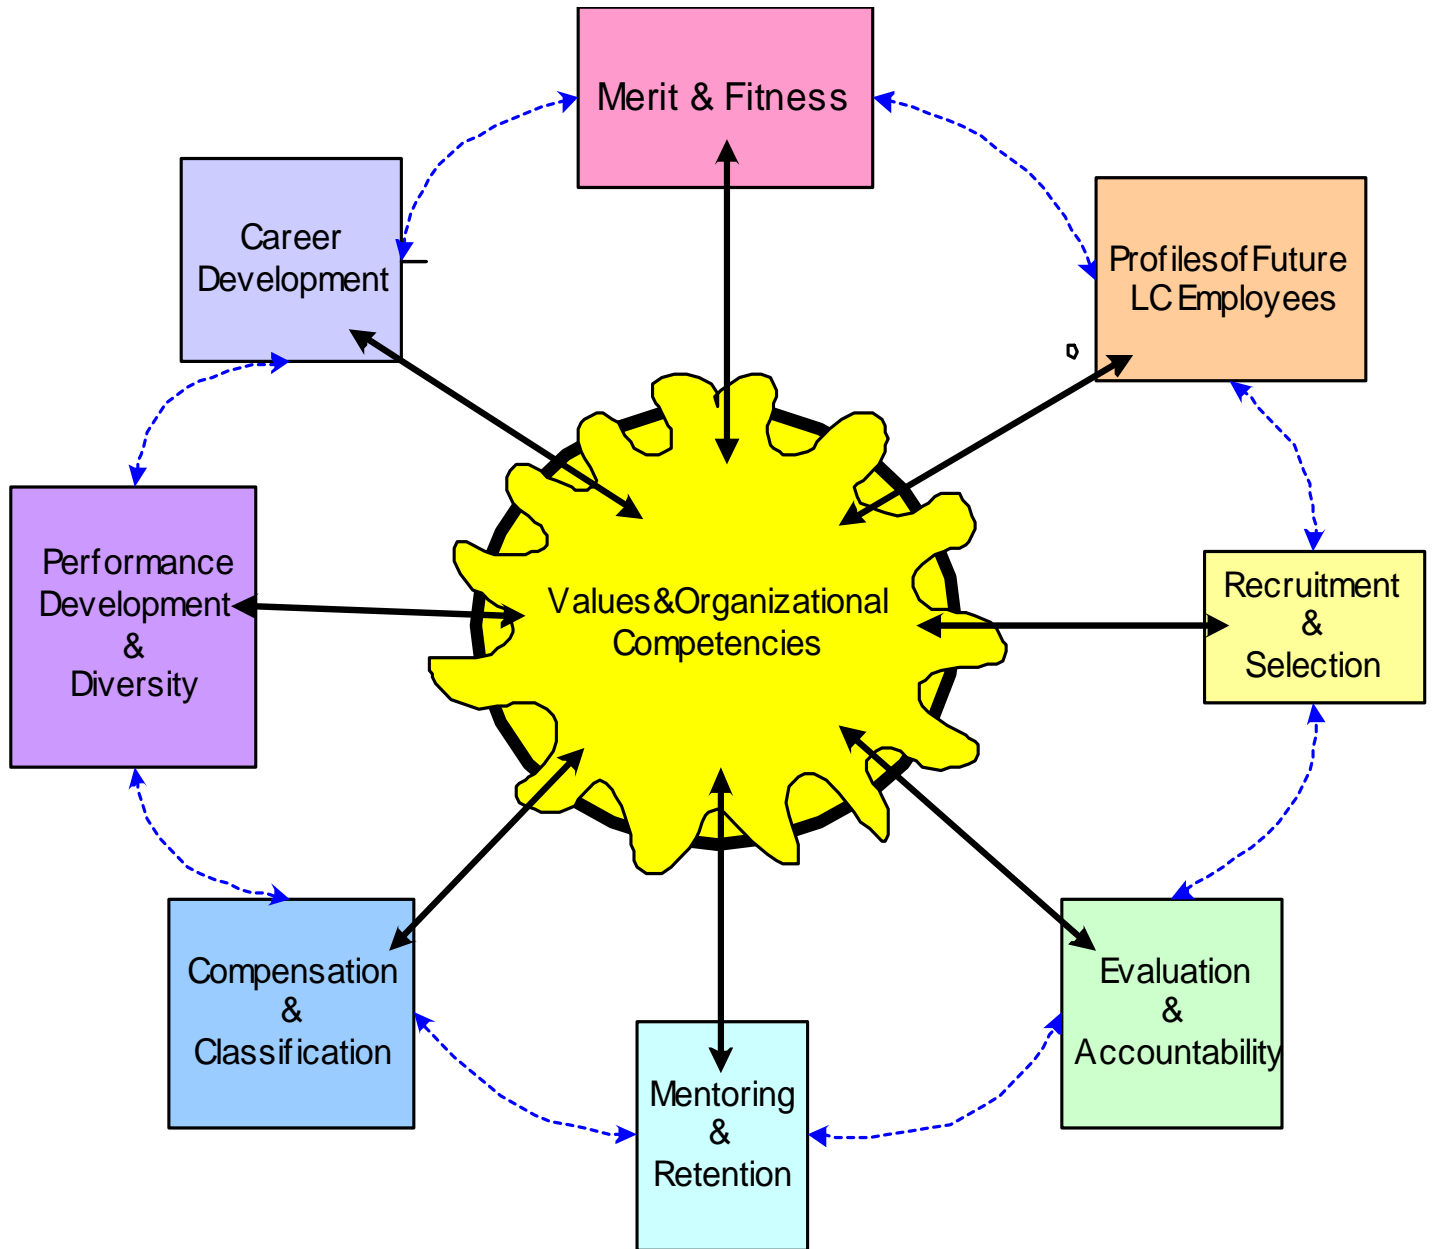 Merit & Fitness
Career
Development
Profiles of Future
LC Employees
Performance
Development
&
Diversity
Values & Organizational
Competencies
Recruitment
&
Selection
Compensation
&
Classification
Mentoring
&
Retention
Evaluation
&
Accountability